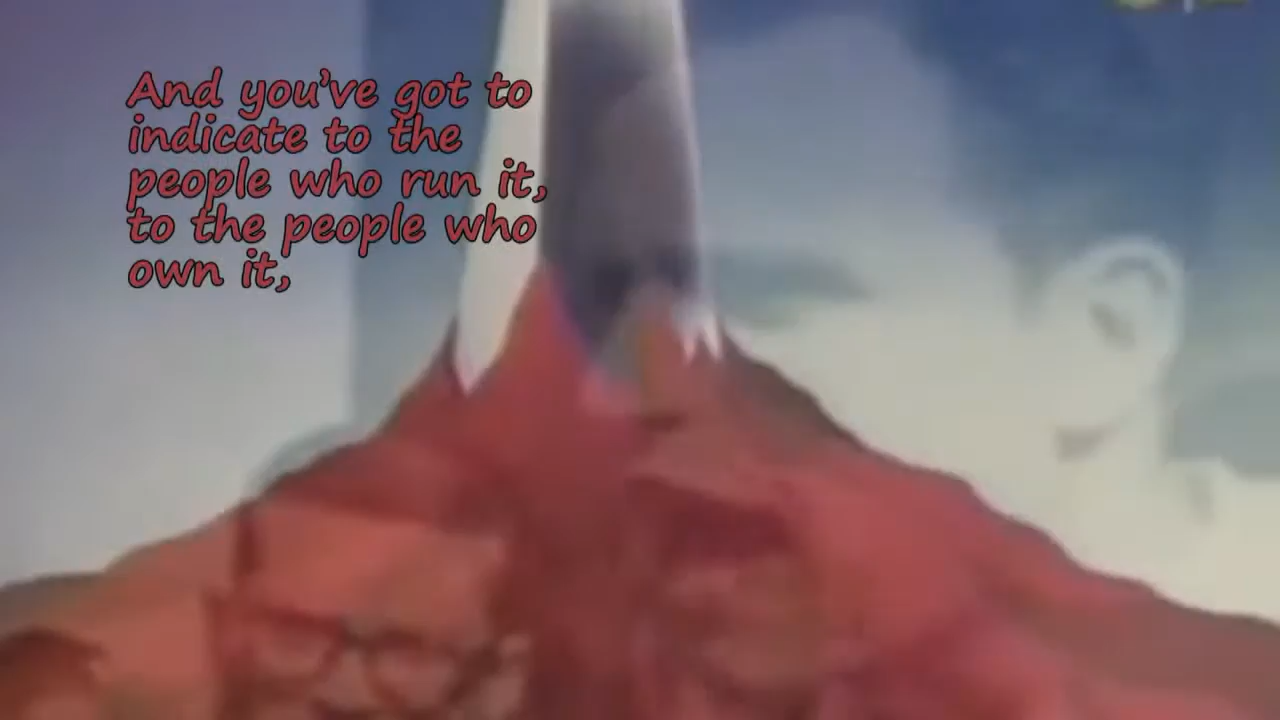 And you've got to
indicate to the
people who run it,
to the people who
own it,